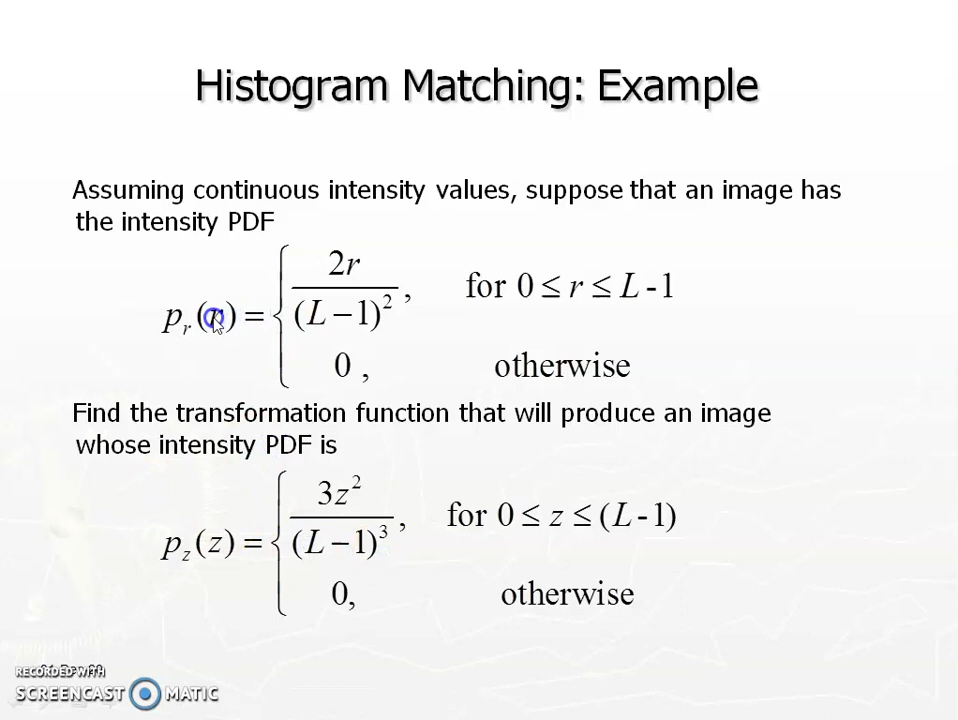 Histogram Matching: Example
Assuming continuous intensity values, suppose that an image has
the intensity PDF
p_r(r) = { 2r / (L − 1)^2 , for 0 ≤ r ≤ L - 1
0 , otherwise
Find the transformation function that will produce an image
whose intensity PDF is
p_z(z) = { 3z^2 / (L − 1)^3 , for 0 ≤ z ≤ (L - 1)
0, otherwise
RECORDED WITH
SCREENCAST MATIC